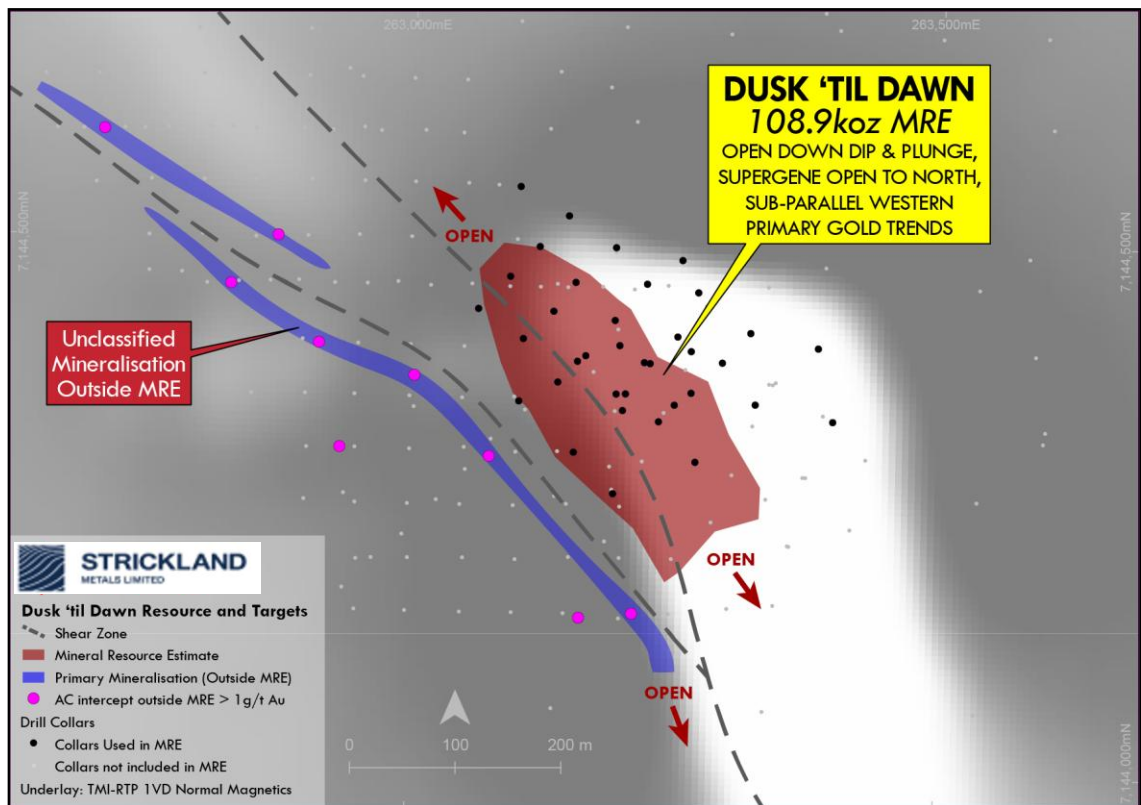 263,000mE
263,500mE
DUSK ‘TIL DAWN
108.9koz MRE
OPEN DOWN DIP & PLUNGE,
SUPERGENE OPEN TO NORTH,
SUB-PARALLEL WESTERN
PRIMARY GOLD TRENDS
7,144,500mN
7,144,500mN
OPEN
Unclassified
Mineralisation
Outside MRE
OPEN
OPEN
STRICKLAND
METALS LIMITED
Dusk ‘til Dawn Resource and Targets
Shear Zone
Mineral Resource Estimate
Primary Mineralisation (Outside MRE)
AC intercept outside MRE > 1g/t Au
Drill Collars
Collars Used in MRE
Collars not included in MRE
Underlay: TMI-RTP 1VD Normal Magnetics
0 100 200 m
7,144,000mN